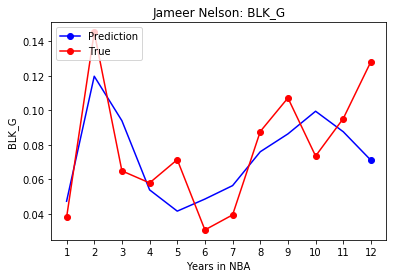 Jameer Nelson: BLK_G
Prediction
True
0.14
0.12
0.10
0.08
0.06
0.04
BLK_G
1 2 3 4 5 6 7 8 9 10 11 12
Years in NBA